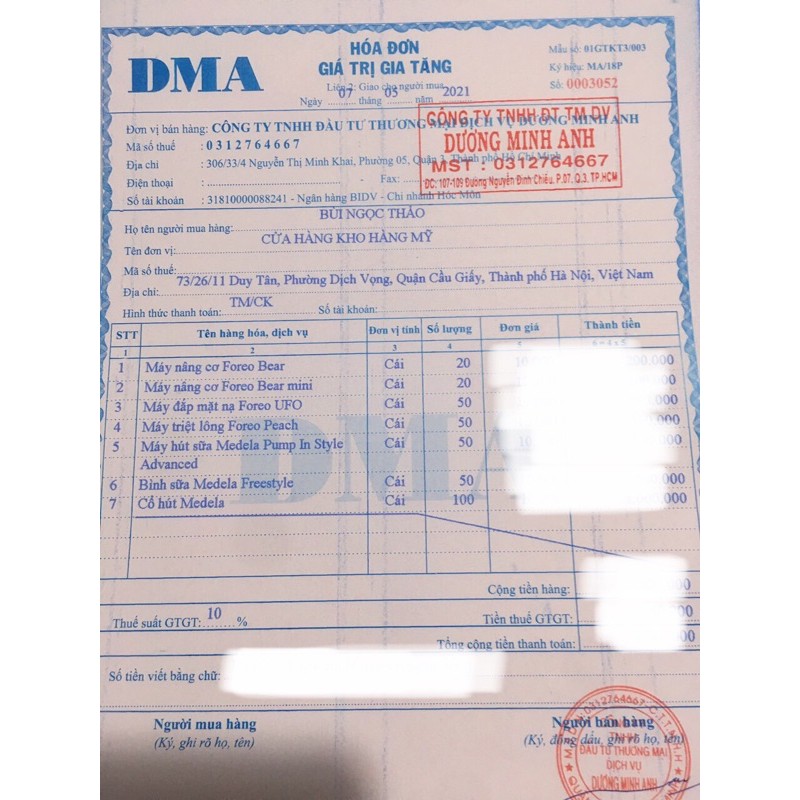 DMA
HÓA ĐƠN
GIÁ TRỊ GIA TĂNG
Liên 2: Giao cho người mua
Ngày 07 tháng 05 năm 2021
Mẫu số: 01GTKT3/003
Ký hiệu: MA/18P
Số: 0003052
Đơn vị bán hàng: CÔNG TY TNHH ĐẦU TƯ THƯƠNG MẠI DỊCH VỤ DƯƠNG MINH ANH
Mã số thuế : 0312764667
Địa chỉ : 306/33/4 Nguyễn Thị Minh Khai, Phường 05, Quận 3, Thành phố Hồ Chí Minh
Điện thoại : - Fax:
Số tài khoản : 31810000088241 - Ngân hàng BIDV - Chi nhánh Hóc Môn
CÔNG TY TNHH ĐT TM DV
DƯƠNG MINH ANH
MST : 0312764667
ĐC: 107-109 Đường Nguyễn Đình Chiểu, P.07, Q.3, TP.HCM
BÙI NGỌC THẢO
Họ tên người mua hàng:
CỬA HÀNG KHO HÀNG MỸ
Tên đơn vị:
Mã số thuế:
73/26/11 Duy Tân, Phường Dịch Vọng, Quận Cầu Giấy, Thành phố Hà Nội, Việt Nam
Địa chỉ:
TM/CK
Hình thức thanh toán: Số tài khoản:
STT Tên hàng hóa, dịch vụ Đơn vị tính Số lượng Đơn giá Thành tiền
1 2 3 4 5 6 = 4 x 5
1 Máy nâng cơ Foreo Bear Cái 20
2 Máy nâng cơ Foreo Bear mini Cái 20
3 Máy đắp mặt nạ Foreo UFO Cái 50
4 Máy triệt lông Foreo Peach Cái 50
5 Máy hút sữa Medela Pump In Style Cái 50
Advanced
6 Bình sữa Medela Freestyle Cái 50
7 Cổ hút Medela Cái 100
DMA
Cộng tiền hàng:
Thuế suất GTGT: 10 % Tiền thuế GTGT:
Tổng cộng tiền thanh toán:
Số tiền viết bằng chữ:
Người mua hàng
(Ký, ghi rõ họ, tên)
Người bán hàng
(Ký, đóng dấu, ghi rõ họ, tên)
0312764667
TNHH
ĐẦU TƯ THƯƠNG MẠI
DỊCH VỤ
DƯƠNG MINH ANH